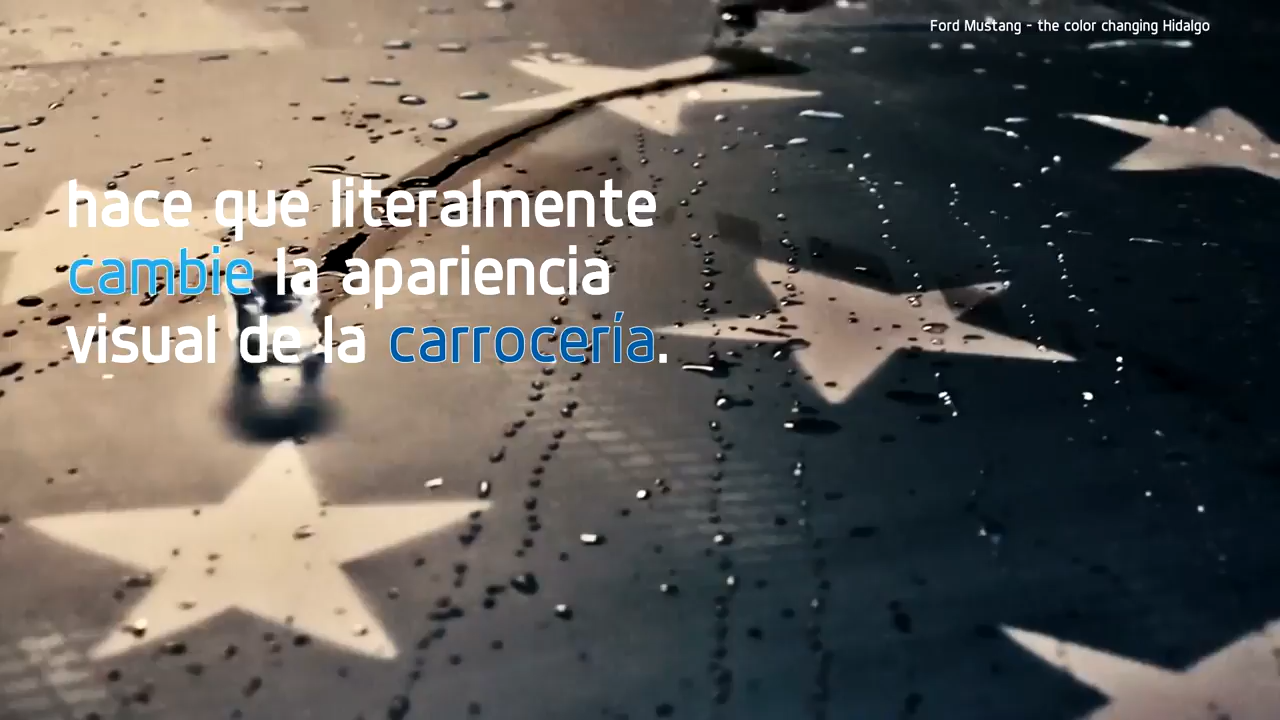 Ford Mustang - the color changing Hidalgo
hace que literalmente
cambie la apariencia
visual de la carrocería.